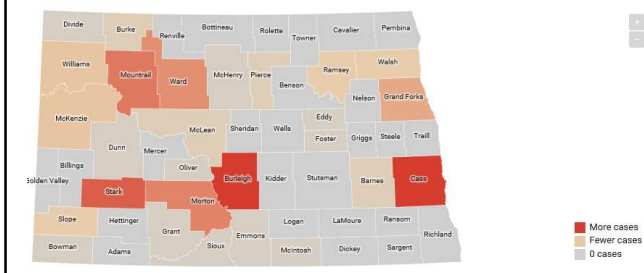 Divide
Burke
Renville
Bottineau
Rolette
Towner
Cavalier
Pembina
Williams
Mountrail
Ward
McHenry
Pierce
Benson
Ramsey
Walsh
Nelson
Grand Forks
McKenzie
McLean
Sheridan
Wells
Eddy
Foster
Griggs
Steele
Traill
Dunn
Mercer
Oliver
Billings
Golden Valley
Stark
Morton
Burleigh
Kidder
Stutsman
Barnes
Cass
Slope
Hettinger
Grant
Emmons
Logan
LaMoure
Ransom
Richland
Bowman
Adams
Sioux
McIntosh
Dickey
Sargent
+
−
More cases
Fewer cases
0 cases